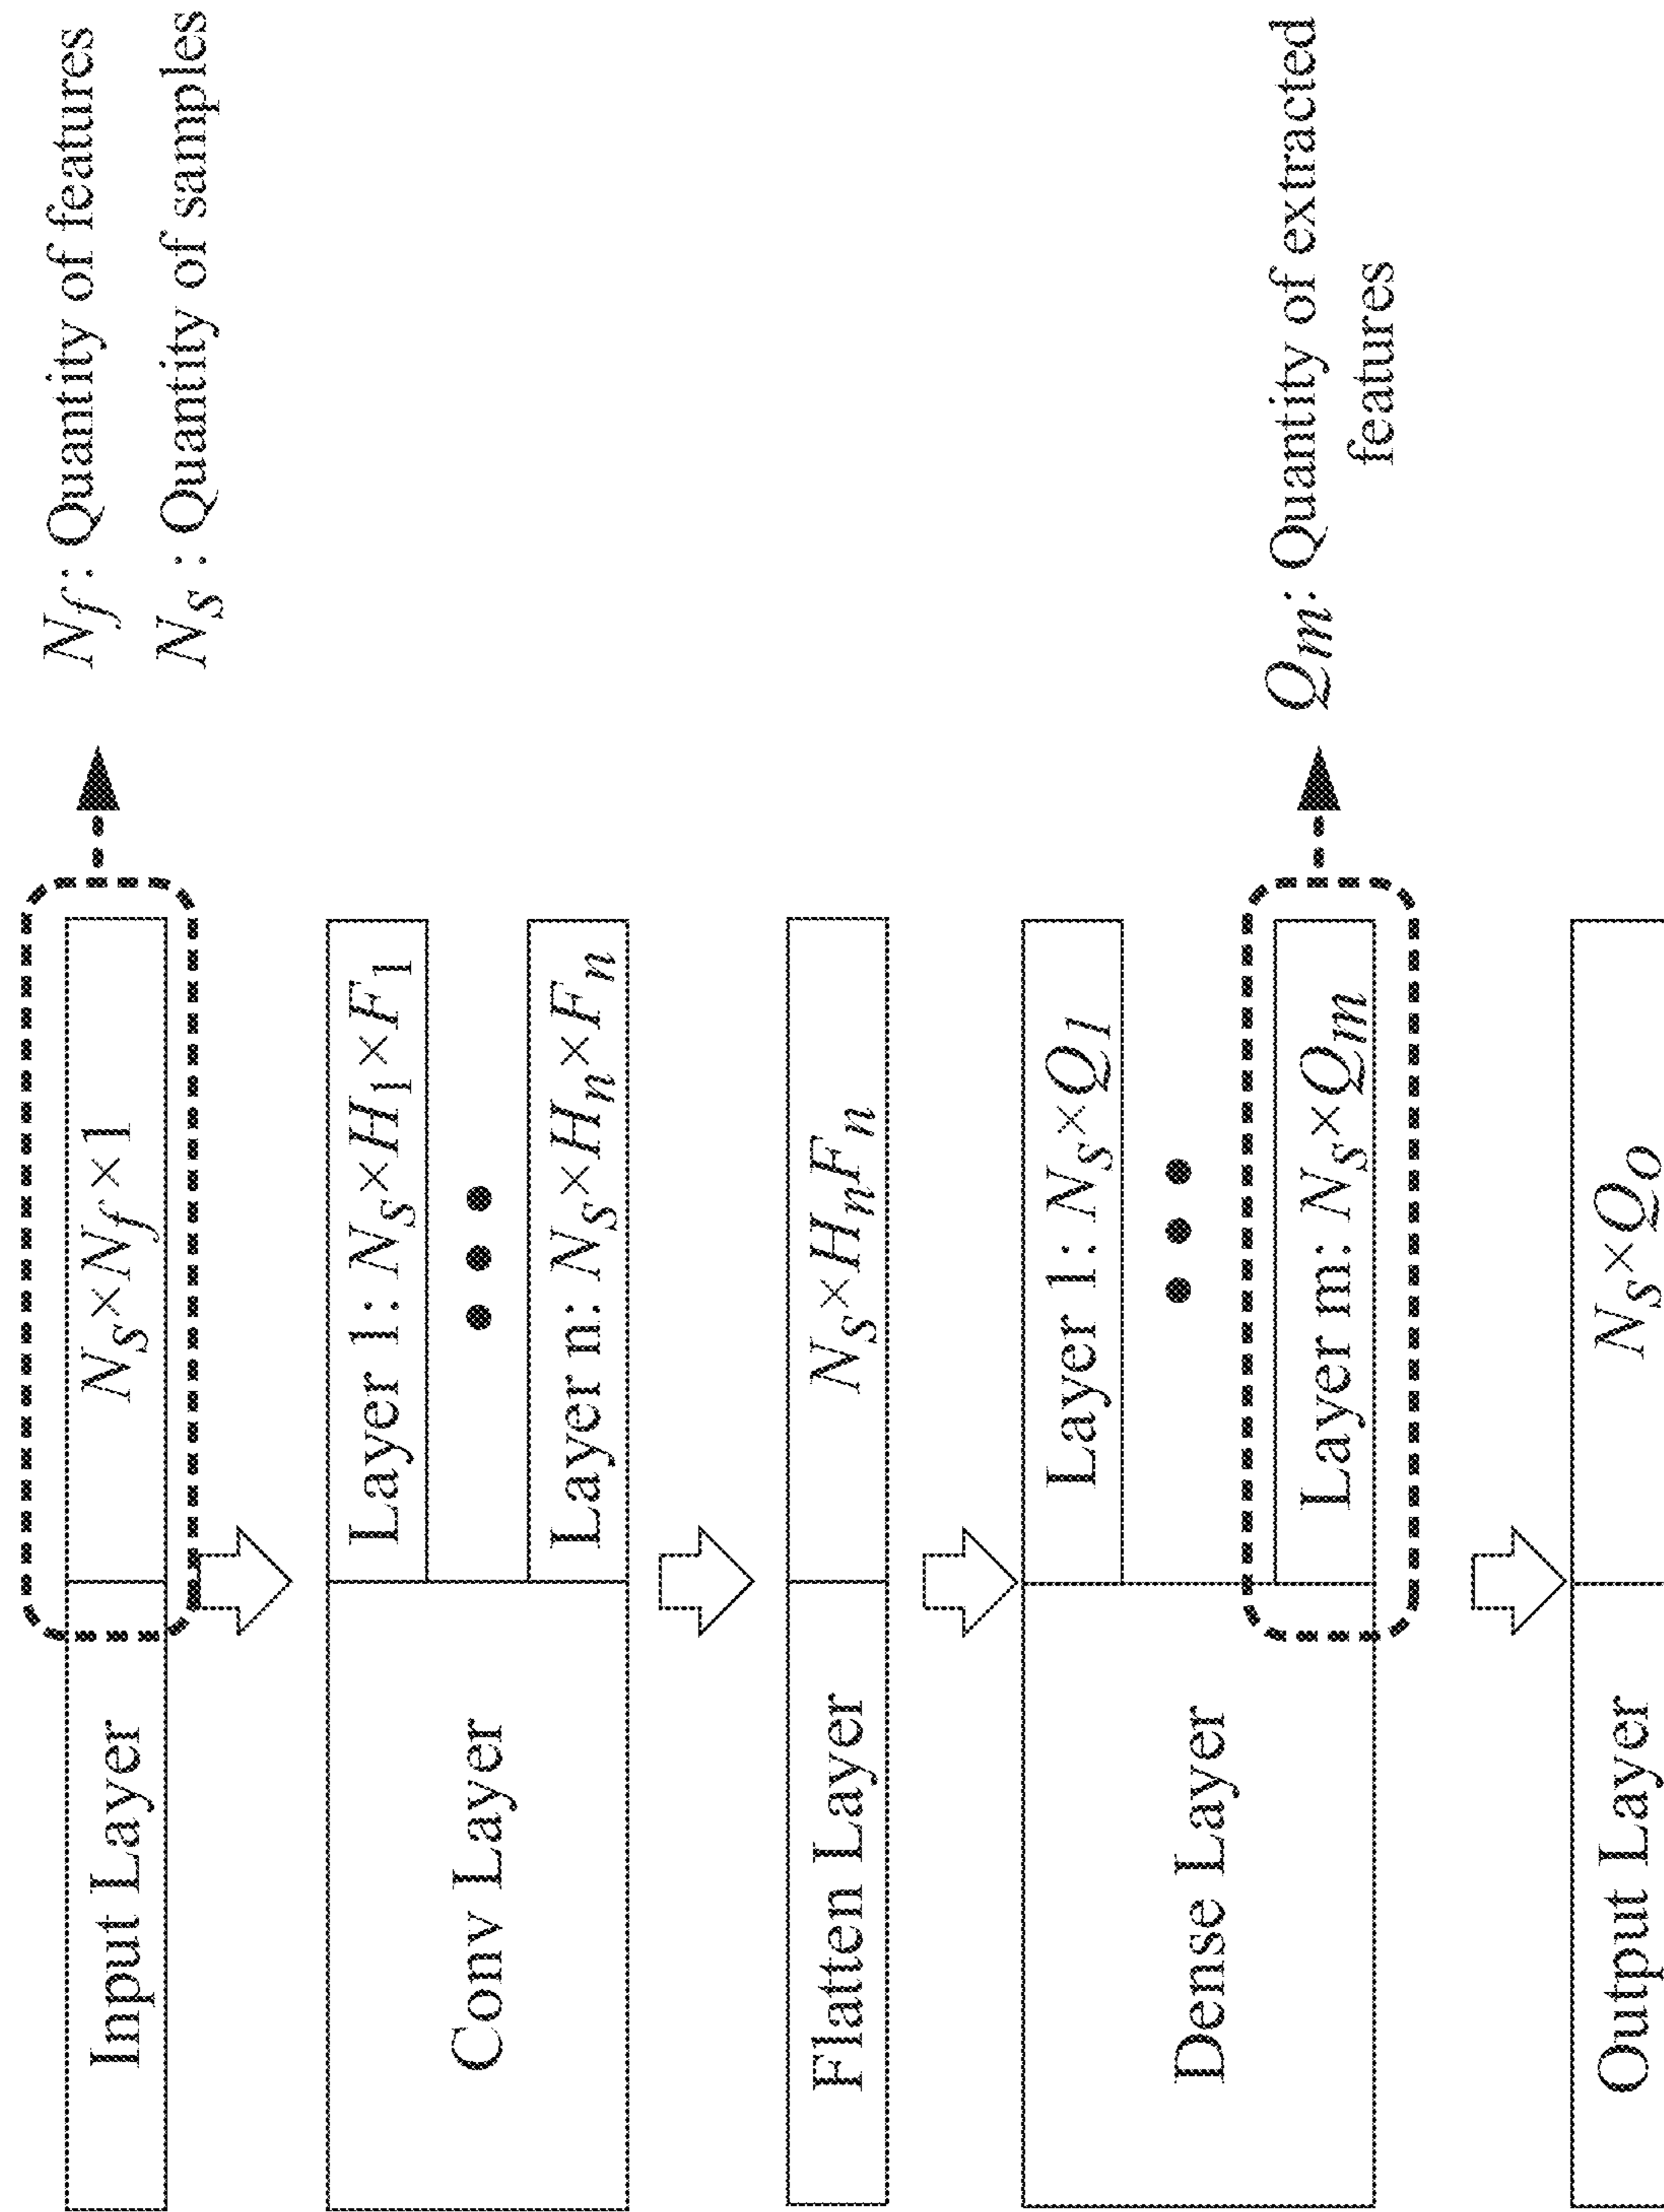 Input Layer
N_s×N_f×1
N_f: Quantity of features
N_s : Quantity of samples
Conv Layer
Layer 1: N_s×H_1×F_1
Layer n: N_s×H_n×F_n
Flatten Layer
N_s×H_nF_n
Dense Layer
Layer 1: N_s×Q_1
Layer m: N_s×Q_m
Q_m: Quantity of extracted
features
Output Layer
N_s×Q_o